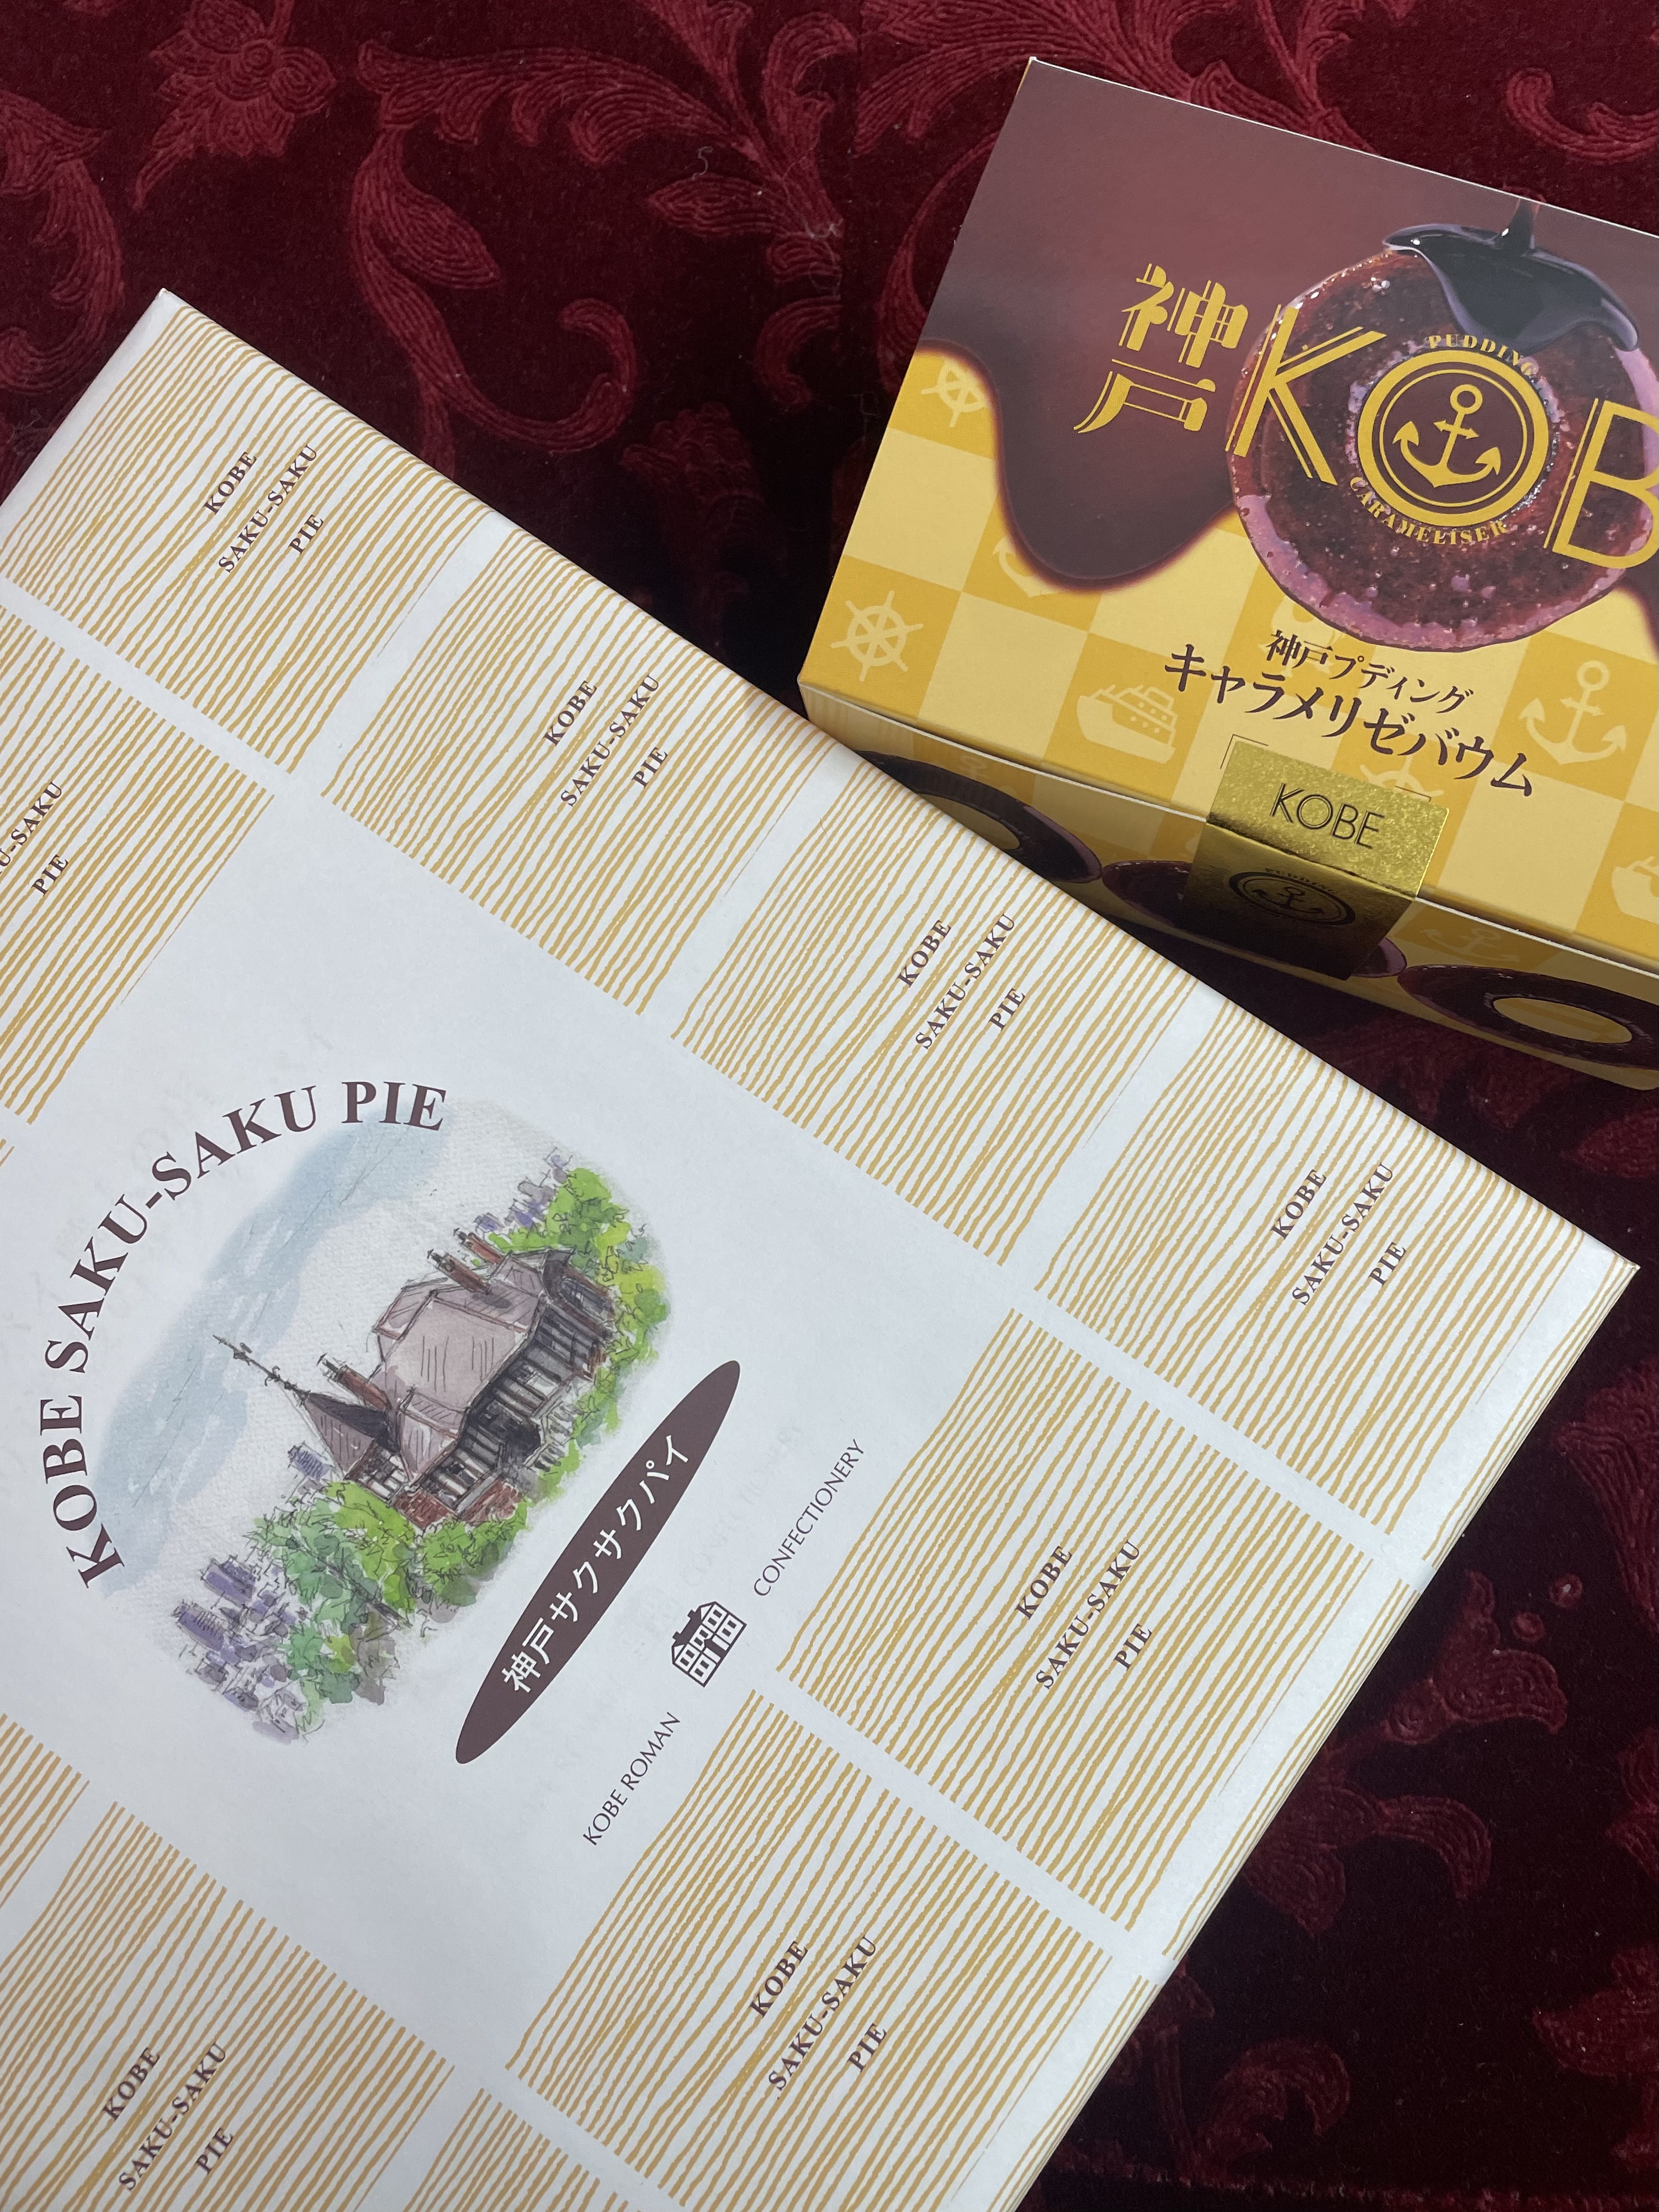 神戸
KOB
PUDDING
CARAMELISER
神戸プディング
キャラメリゼバウム
KOBE
PUDDING
KOBE
SAKU-SAKU
PIE
KOBE
SAKU-SAKU
PIE
KOBE
SAKU-SAKU
PIE
KOBE
SAKU-SAKU
PIE
PIE
KOBE SAKU-SAKU PIE
神戸サクサクパイ
KOBE ROMAN CONFECTIONERY
KOBE
SAKU-SAKU
PIE
KOBE
SAKU-SAKU
PIE
KOBE
SAKU-SAKU
PIE